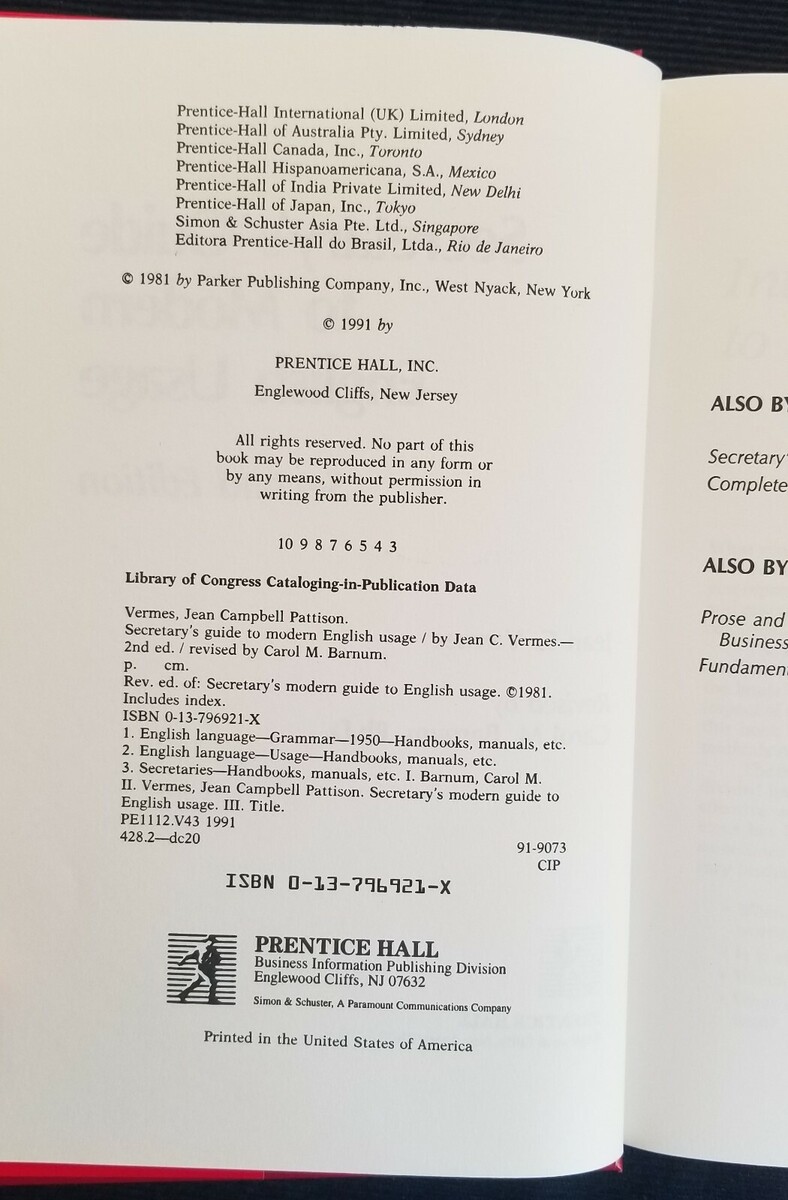 Prentice-Hall International (UK) Limited, London
Prentice-Hall of Australia Pty. Limited, Sydney
Prentice-Hall Canada, Inc., Toronto
Prentice-Hall Hispanoamericana, S.A., Mexico
Prentice-Hall of India Private Limited, New Delhi
Prentice-Hall of Japan, Inc., Tokyo
Simon & Schuster Asia Pte. Ltd., Singapore
Editora Prentice-Hall do Brasil, Ltda., Rio de Janeiro
© 1981 by Parker Publishing Company, Inc., West Nyack, New York
© 1991 by
PRENTICE HALL, INC.
Englewood Cliffs, New Jersey
All rights reserved. No part of this
book may be reproduced in any form or
by any means, without permission in
writing from the publisher.
10 9 8 7 6 5 4 3
Library of Congress Cataloging-in-Publication Data
Vermes, Jean Campbell Pattison.
Secretary's guide to modern English usage / by Jean C. Vermes.—
2nd ed. / revised by Carol M. Barnum.
p. cm.
Rev. ed. of: Secretary's modern guide to English usage. ©1981.
Includes index.
ISBN 0-13-796921-X
1. English language—Grammar—1950—Handbooks, manuals, etc.
2. English language—Usage—Handbooks, manuals, etc.
3. Secretaries—Handbooks, manuals, etc. I. Barnum, Carol M.
II. Vermes, Jean Campbell Pattison. Secretary's modern guide to
English usage. III. Title.
PE1112.V43 1991
428.2—dc20
91-9073
CIP
ISBN 0-13-796921-X
PRENTICE HALL
Business Information Publishing Division
Englewood Cliffs, NJ 07632
Simon & Schuster, A Paramount Communications Company
Printed in the United States of America
ALSO BY
Secretary'
Complete
ALSO BY
Prose and
Business
Fundamen